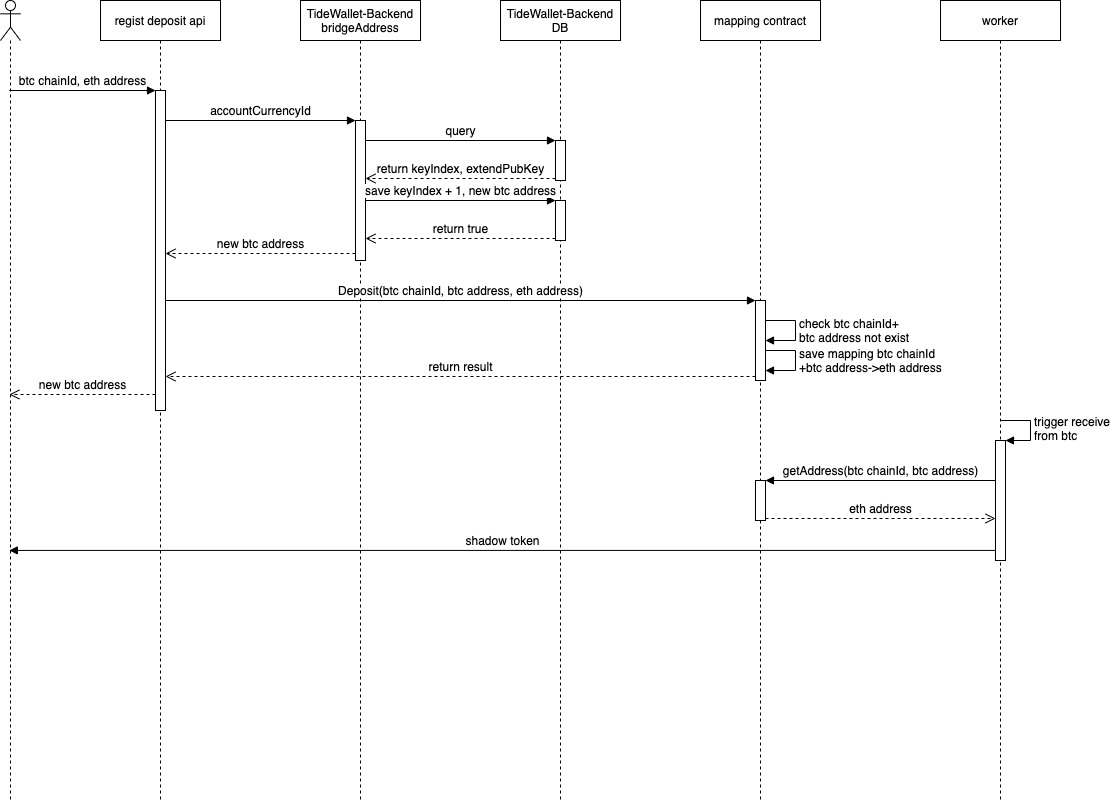 regist deposit api
TideWallet-Backend
bridgeAddress
TideWallet-Backend
DB
mapping contract
worker
btc chainId, eth address
accountCurrencyId
query
return keyIndex, extendPubKey
save keyIndex + 1, new btc address
return true
new btc address
Deposit(btc chainId, btc address, eth address)
check btc chainId+
btc address not exist
save mapping btc chainId
+btc address->eth address
return result
new btc address
trigger receive
from btc
getAddress(btc chainId, btc address)
eth address
shadow token